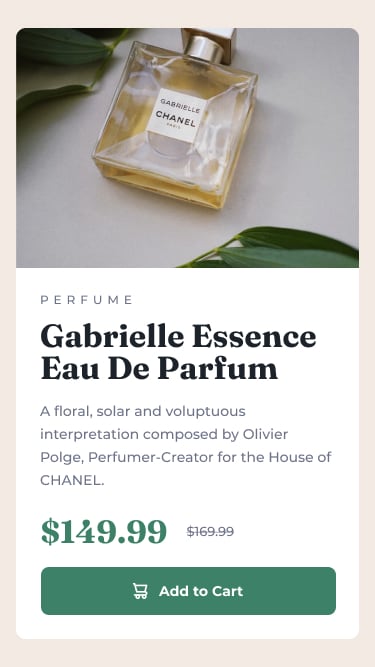 GABRIELLE
CHANEL
PARIS
PERFUME
Gabrielle Essence
Eau De Parfum
A floral, solar and voluptuous
interpretation composed by Olivier
Polge, Perfumer-Creator for the House of
CHANEL.
$149.99 $169.99
Add to Cart